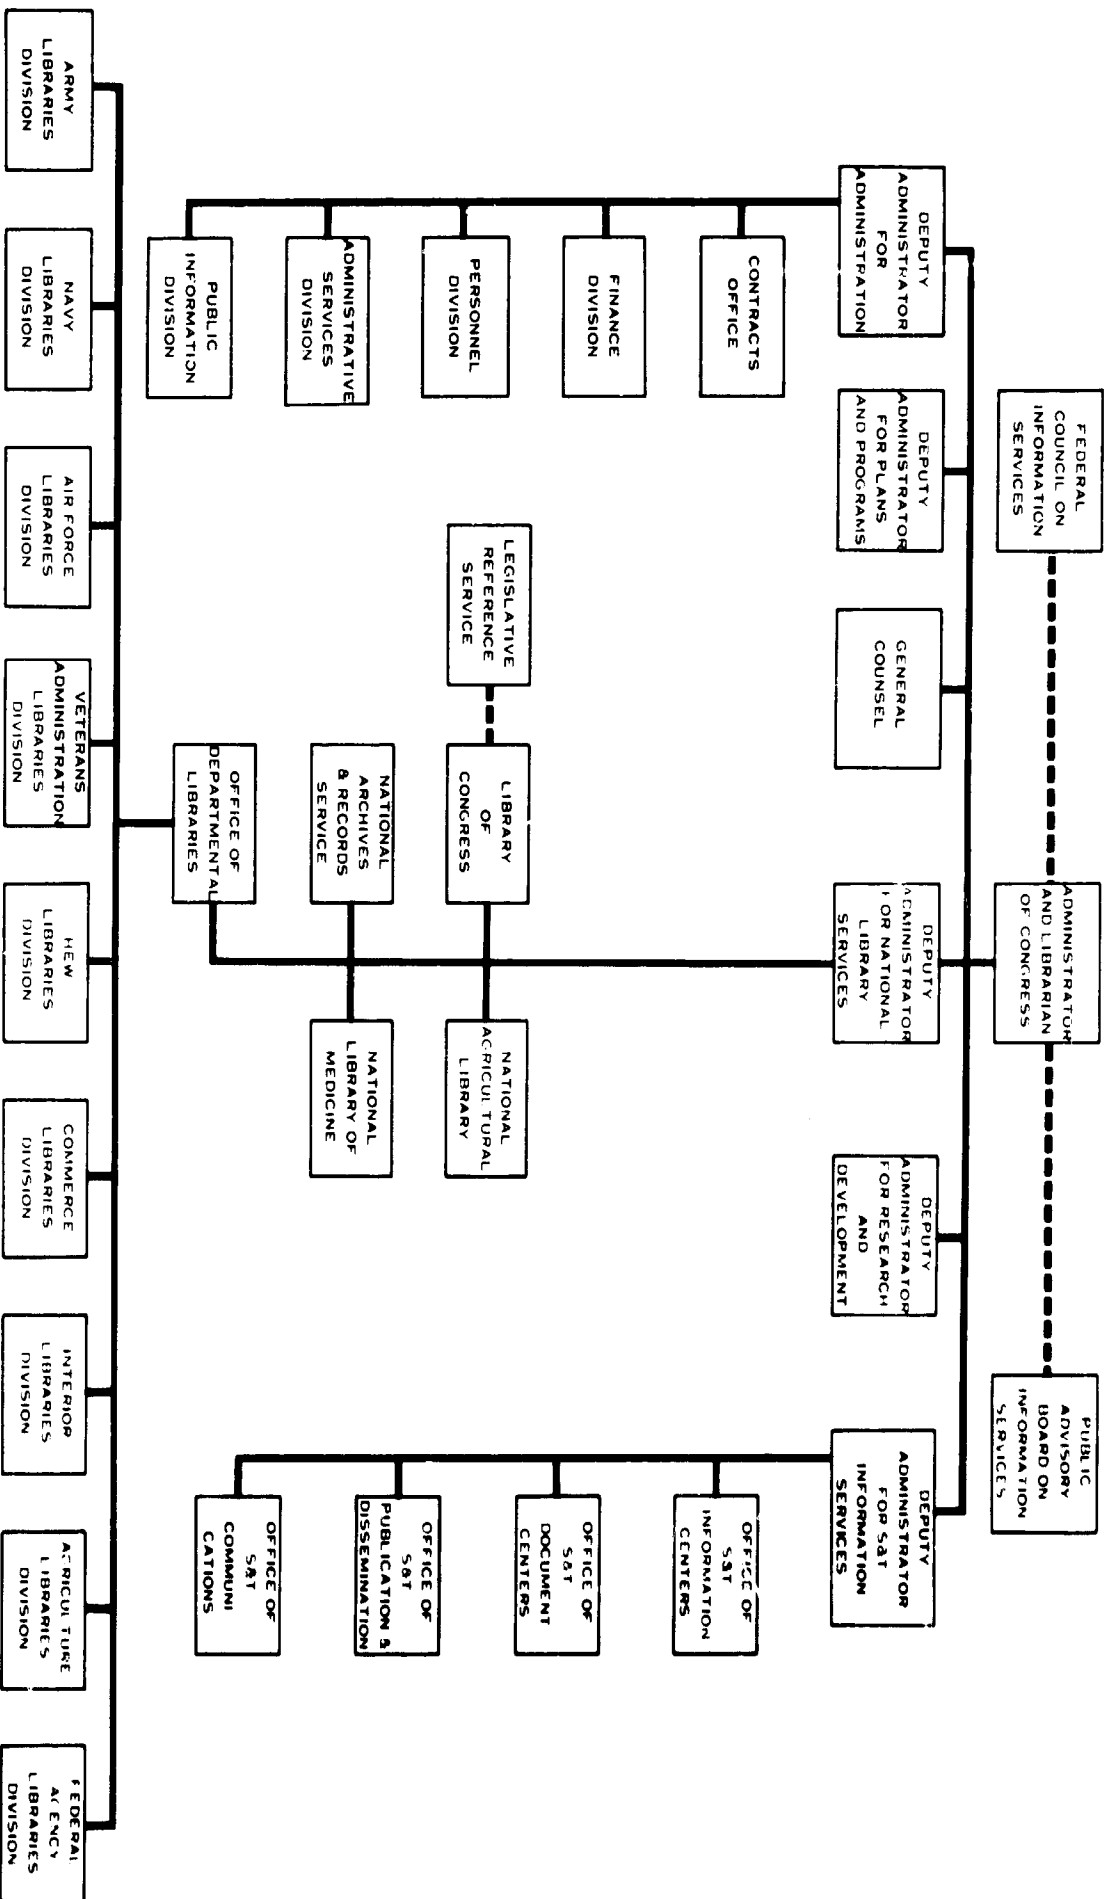 FEDERAL
COUNCIL ON
INFORMATION
SERVICES
ADMINISTRATOR
AND LIBRARIAN
OF CONGRESS
PUBLIC
ADVISORY
BOARD ON
INFORMATION
SERVICES
DEPUTY
ADMINISTRATOR
FOR
ADMINISTRATION
DEPUTY
ADMINISTRATOR
FOR PLANS
AND PROGRAMS
GENERAL
COUNSEL
DEPUTY
ADMINISTRATOR
FOR NATIONAL
LIBRARY
SERVICES
DEPUTY
ADMINISTRATOR
FOR RESEARCH
AND
DEVELOPMENT
DEPUTY
ADMINISTRATOR
FOR S&T
INFORMATION
SERVICES
CONTRACTS
OFFICE
FINANCE
DIVISION
PERSONNEL
DIVISION
ADMINISTRATIVE
SERVICES
DIVISION
PUBLIC
INFORMATION
DIVISION
LEGISLATIVE
REFERENCE
SERVICE
LIBRARY
OF
CONGRESS
NATIONAL
AGRICULTURAL
LIBRARY
NATIONAL
ARCHIVES
& RECORDS
SERVICE
NATIONAL
LIBRARY OF
MEDICINE
OFFICE OF
DEPARTMENTAL
LIBRARIES
OFFICE OF
S&T
INFORMATION
CENTERS
OFFICE OF
S&T
DOCUMENT
CENTERS
OFFICE OF
S&T
PUBLICATION &
DISSEMINATION
OFFICE OF
S&T
COMMUNI
CATIONS
ARMY
LIBRARIES
DIVISION
NAVY
LIBRARIES
DIVISION
AIR FORCE
LIBRARIES
DIVISION
VETERANS
ADMINISTRATION
LIBRARIES
DIVISION
HEW
LIBRARIES
DIVISION
COMMERCE
LIBRARIES
DIVISION
INTERIOR
LIBRARIES
DIVISION
AGRICULTURE
LIBRARIES
DIVISION
FEDERAL
AGENCY
LIBRARIES
DIVISION